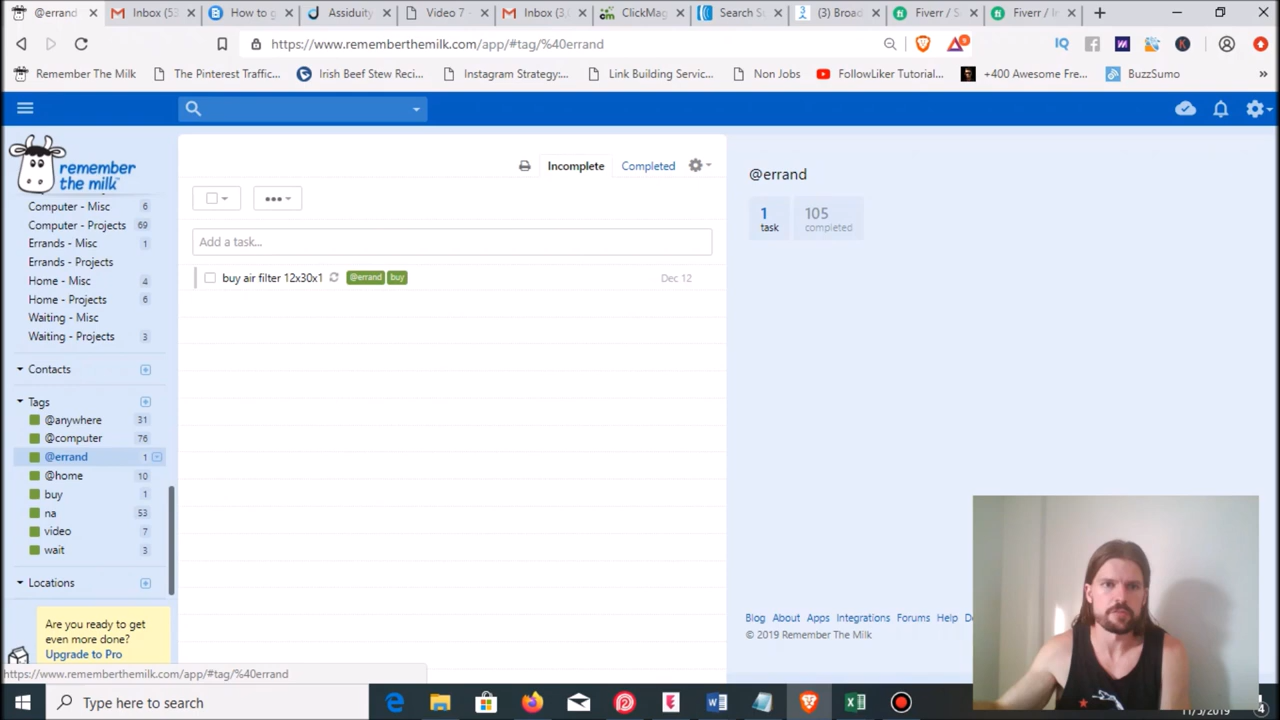 @errand
Inbox (53
How to g
Assiduity
Video 7 -
Inbox (3
ClickMag
Search Su
(3) Broad
Fiverr / S
Fiverr / I
https://www.rememberthemilk.com/app/#tag/%40errand
IQ
Remember The Milk
The Pinterest Traffic...
Irish Beef Stew Reci...
Instagram Strategy:...
Link Building Servic...
Non Jobs
FollowLiker Tutorial...
+400 Awesome Fre...
BuzzSumo
remember
the milk
Incomplete
Completed
@errand
1
task
105
completed
Add a task...
buy air filter 12x30x1
@errand
buy
Dec 12
Computer - Misc 6
Computer - Projects 69
Errands - Misc 1
Errands - Projects
Home - Misc 4
Home - Projects 6
Waiting - Misc
Waiting - Projects 3
Contacts
Tags
@anywhere 31
@computer 76
@errand 1
@home 10
buy 1
na 53
video 7
wait 3
Locations
Are you ready to get
even more done?
Upgrade to Pro
Blog About Apps Integrations Forums Help
© 2019 Remember The Milk
https://www.rememberthemilk.com/app/#tag/%40errand
Type here to search
11/5/2019